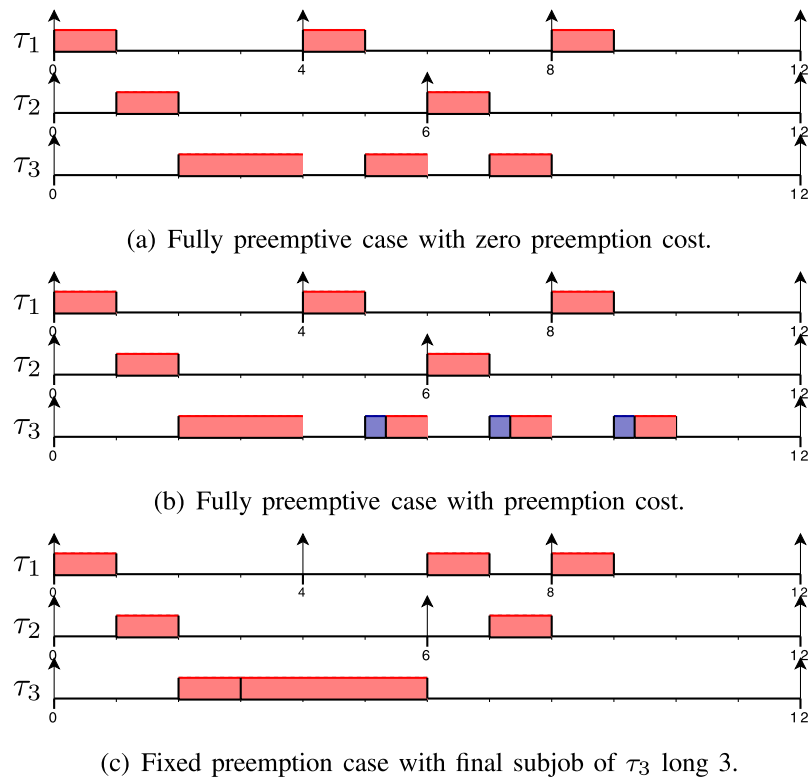 τ1
0 4 8 12
τ2
0 6 12
τ3
0 12
(a) Fully preemptive case with zero preemption cost.
τ1
0 4 8 12
τ2
0 6 12
τ3
0 12
(b) Fully preemptive case with preemption cost.
τ1
0 4 8 12
τ2
0 6 12
τ3
0 12
(c) Fixed preemption case with final subjob of τ3 long 3.